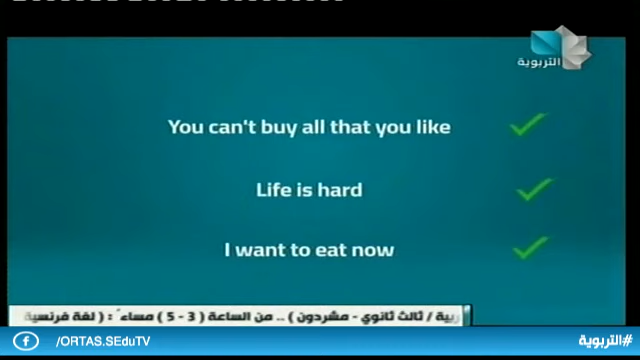 التربوية
You can't buy all that you like
Life is hard
I want to eat now
ربية / ثالث ثانوي - مشردون ) .. من الساعة ( 3 - 5 ) مساءً : ( لغة فرنسية
/ORTAS.SEduTV
#التربوية